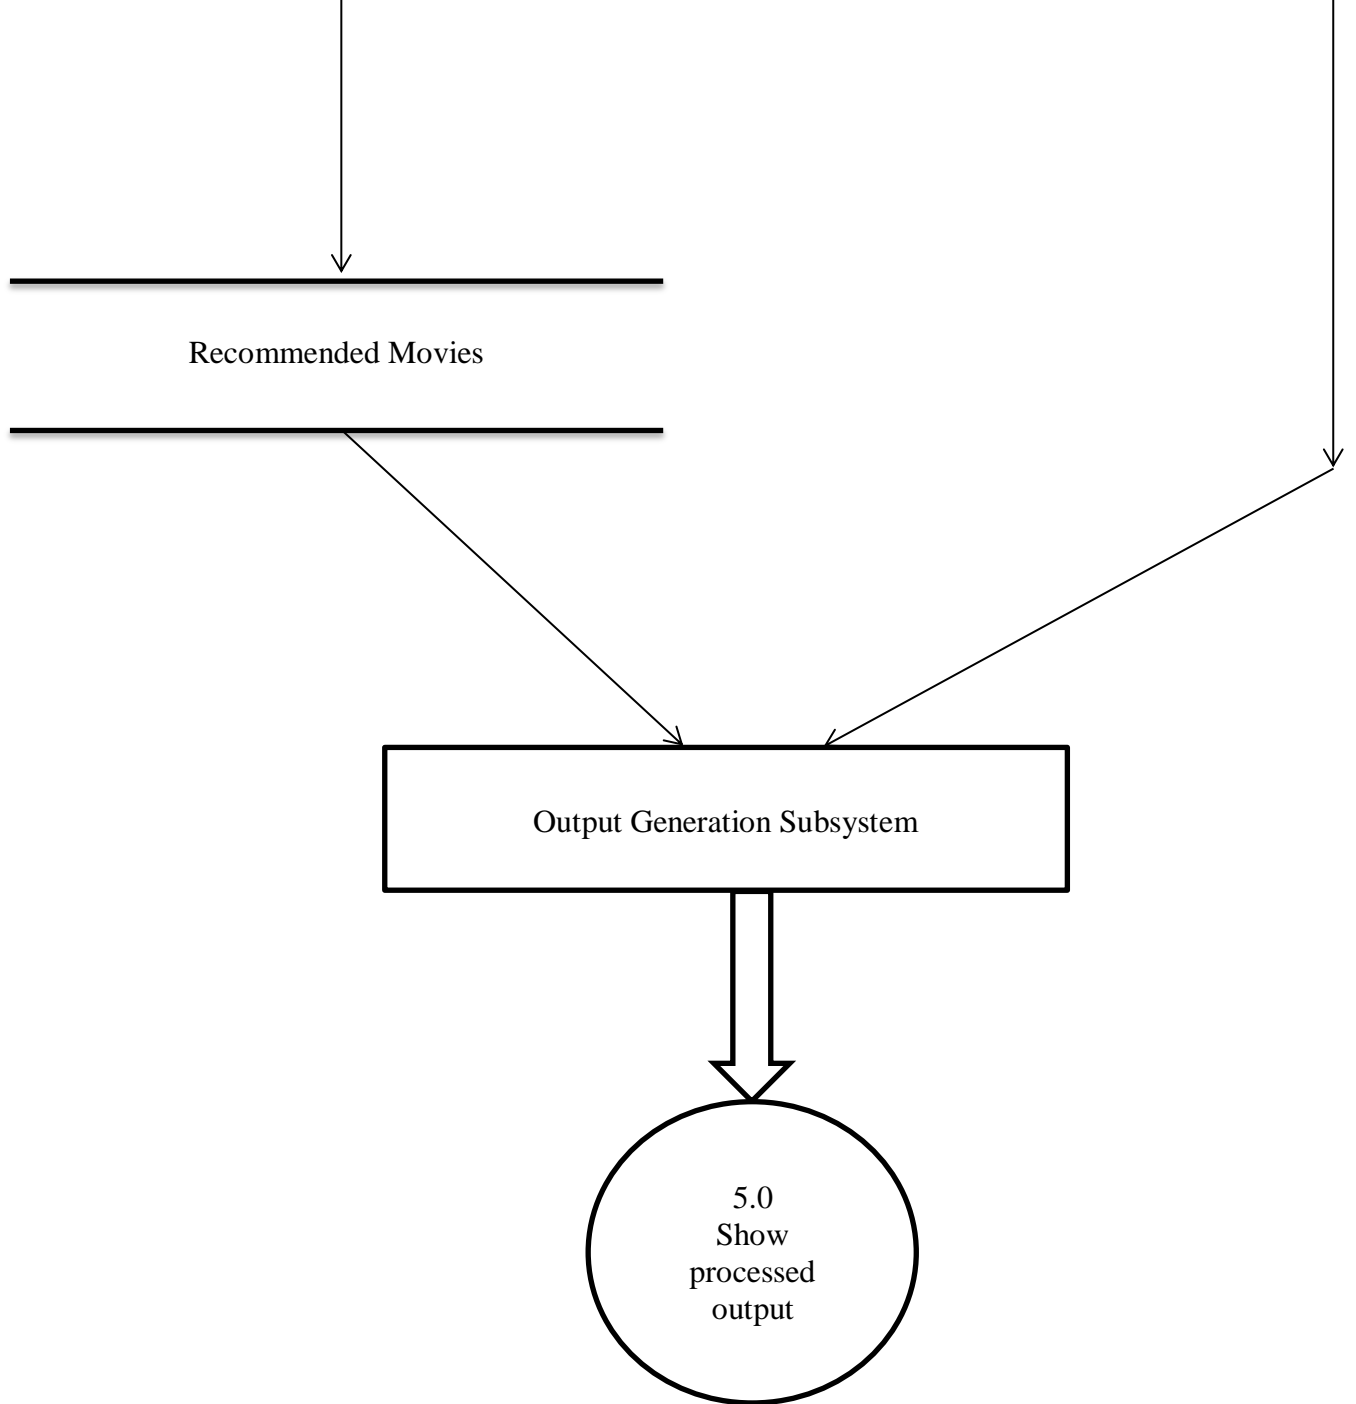 Recommended Movies
Output Generation Subsystem
5.0
Show
processed
output